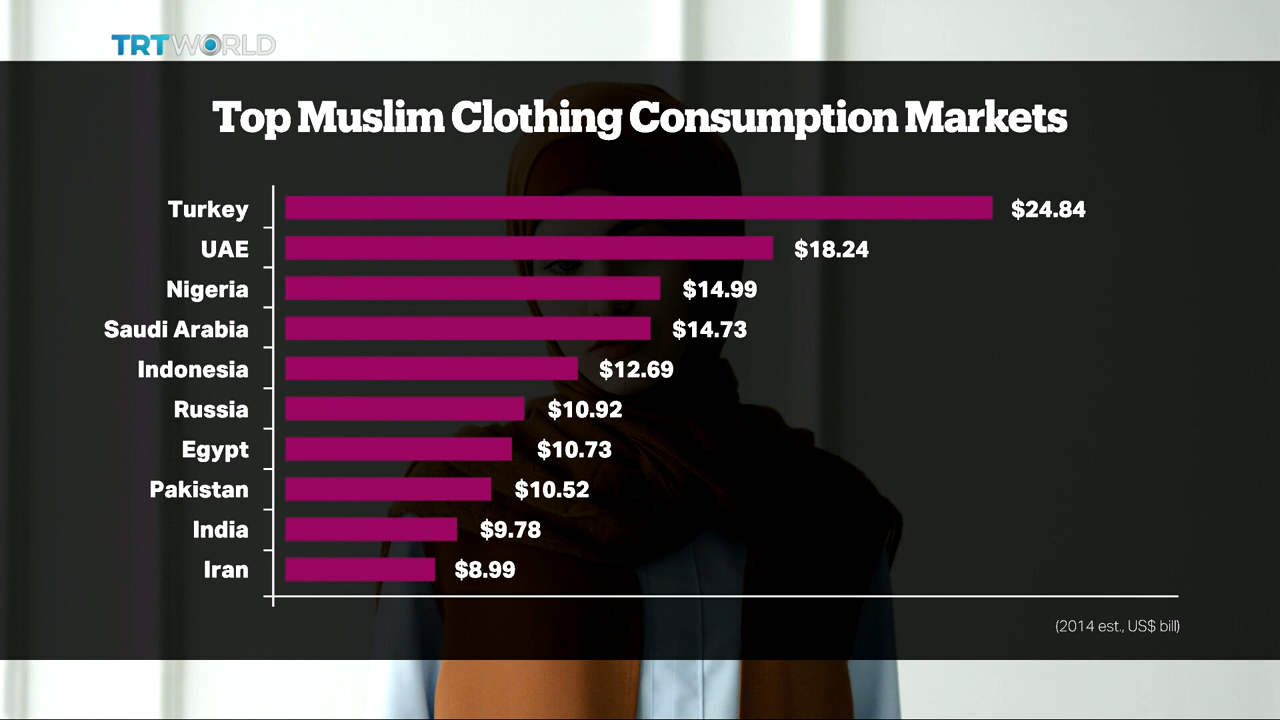 TRT WORLD
Top Muslim Clothing Consumption Markets
Turkey $24.84
UAE $18.24
Nigeria $14.99
Saudi Arabia $14.73
Indonesia $12.69
Russia $10.92
Egypt $10.73
Pakistan $10.52
India $9.78
Iran $8.99
(2014 est., US$ bill)